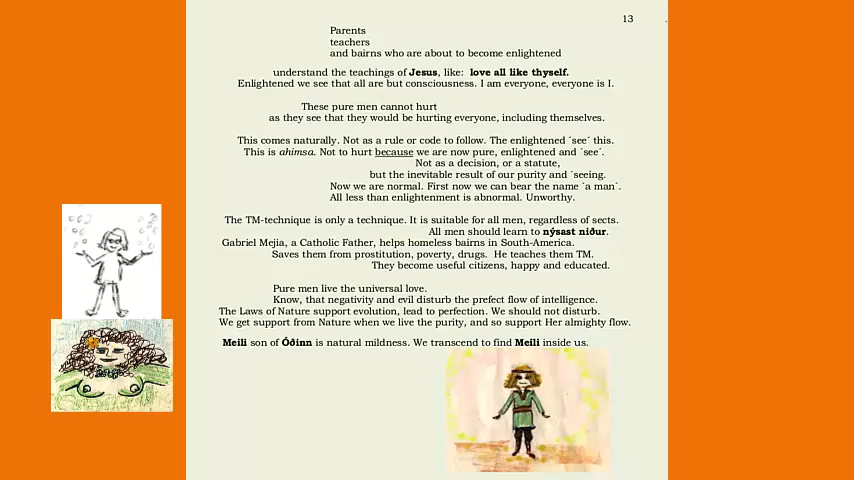 13
Parents
teachers
and bairns who are about to become enlightened
understand the teachings of Jesus, like: love all like thyself.
Enlightened we see that all are but consciousness. I am everyone, everyone is I.
These pure men cannot hurt
as they see that they would be hurting everyone, including themselves.
This comes naturally. Not as a rule or code to follow. The enlightened ´see´ this.
This is ahimsa. Not to hurt because we are now pure, enlightened and ´see´.
Not as a decision, or a statute,
but the inevitable result of our purity and ´seeing.
Now we are normal. First now we can bear the name ´a man´.
All less than enlightenment is abnormal. Unworthy.
The TM-technique is only a technique. It is suitable for all men, regardless of sects.
All men should learn to nýsast niður.
Gabriel Mejia, a Catholic Father, helps homeless bairns in South-America.
Saves them from prostitution, poverty, drugs. He teaches them TM.
They become useful citizens, happy and educated.
Pure men live the universal love.
Know, that negativity and evil disturb the prefect flow of intelligence.
The Laws of Nature support evolution, lead to perfection. We should not disturb.
We get support from Nature when we live the purity, and so support Her almighty flow.
Meili son of Óðinn is natural mildness. We transcend to find Meili inside us.